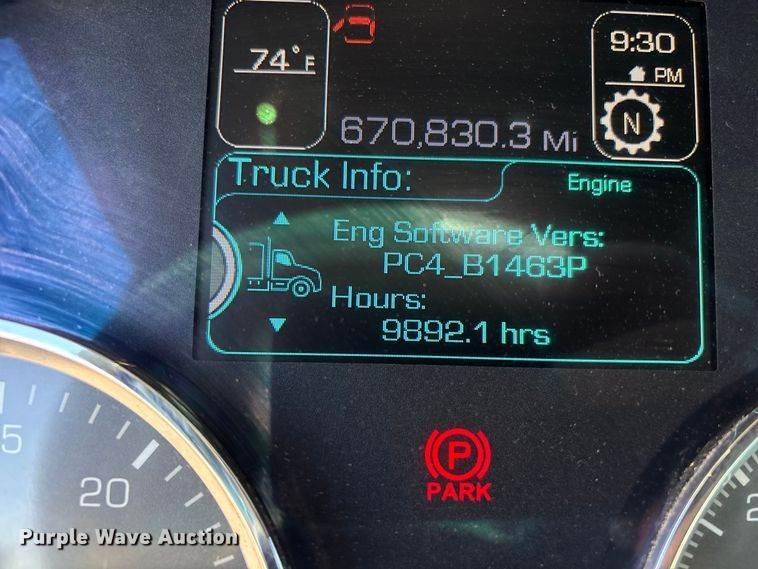 74°F
9:30
PM
670,830.3 Mi
N
Truck Info:
Engine
Eng Software Vers:
PC4_B1463P
Hours:
9892.1 hrs
P
PARK
20
Purple Wave Auction